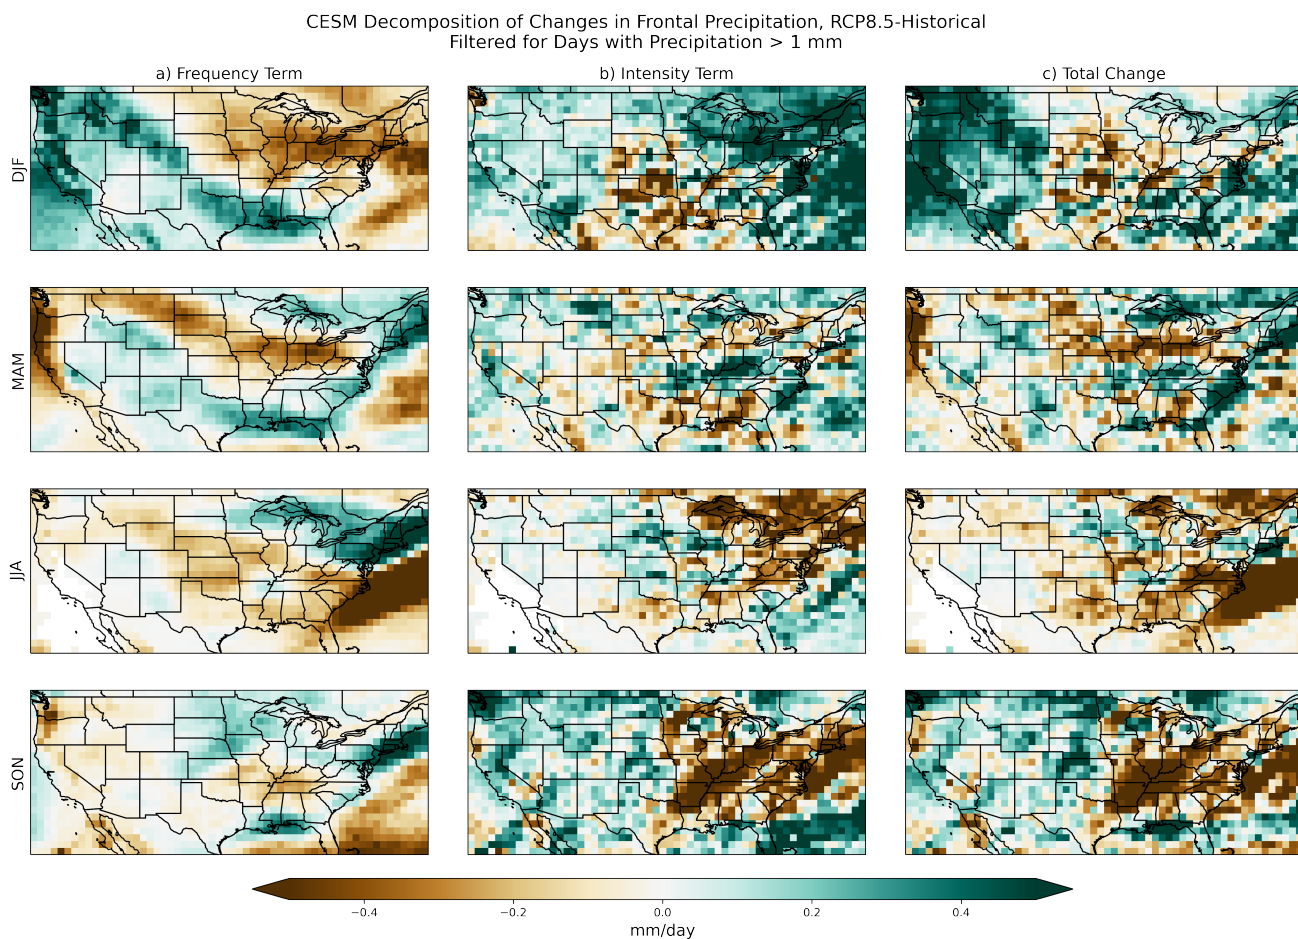 CESM Decomposition of Changes in Frontal Precipitation, RCP8.5-Historical
Filtered for Days with Precipitation > 1 mm
a) Frequency Term
b) Intensity Term
c) Total Change
DJF
MAM
JJA
SON
−0.4
−0.2
0.0
0.2
0.4
mm/day